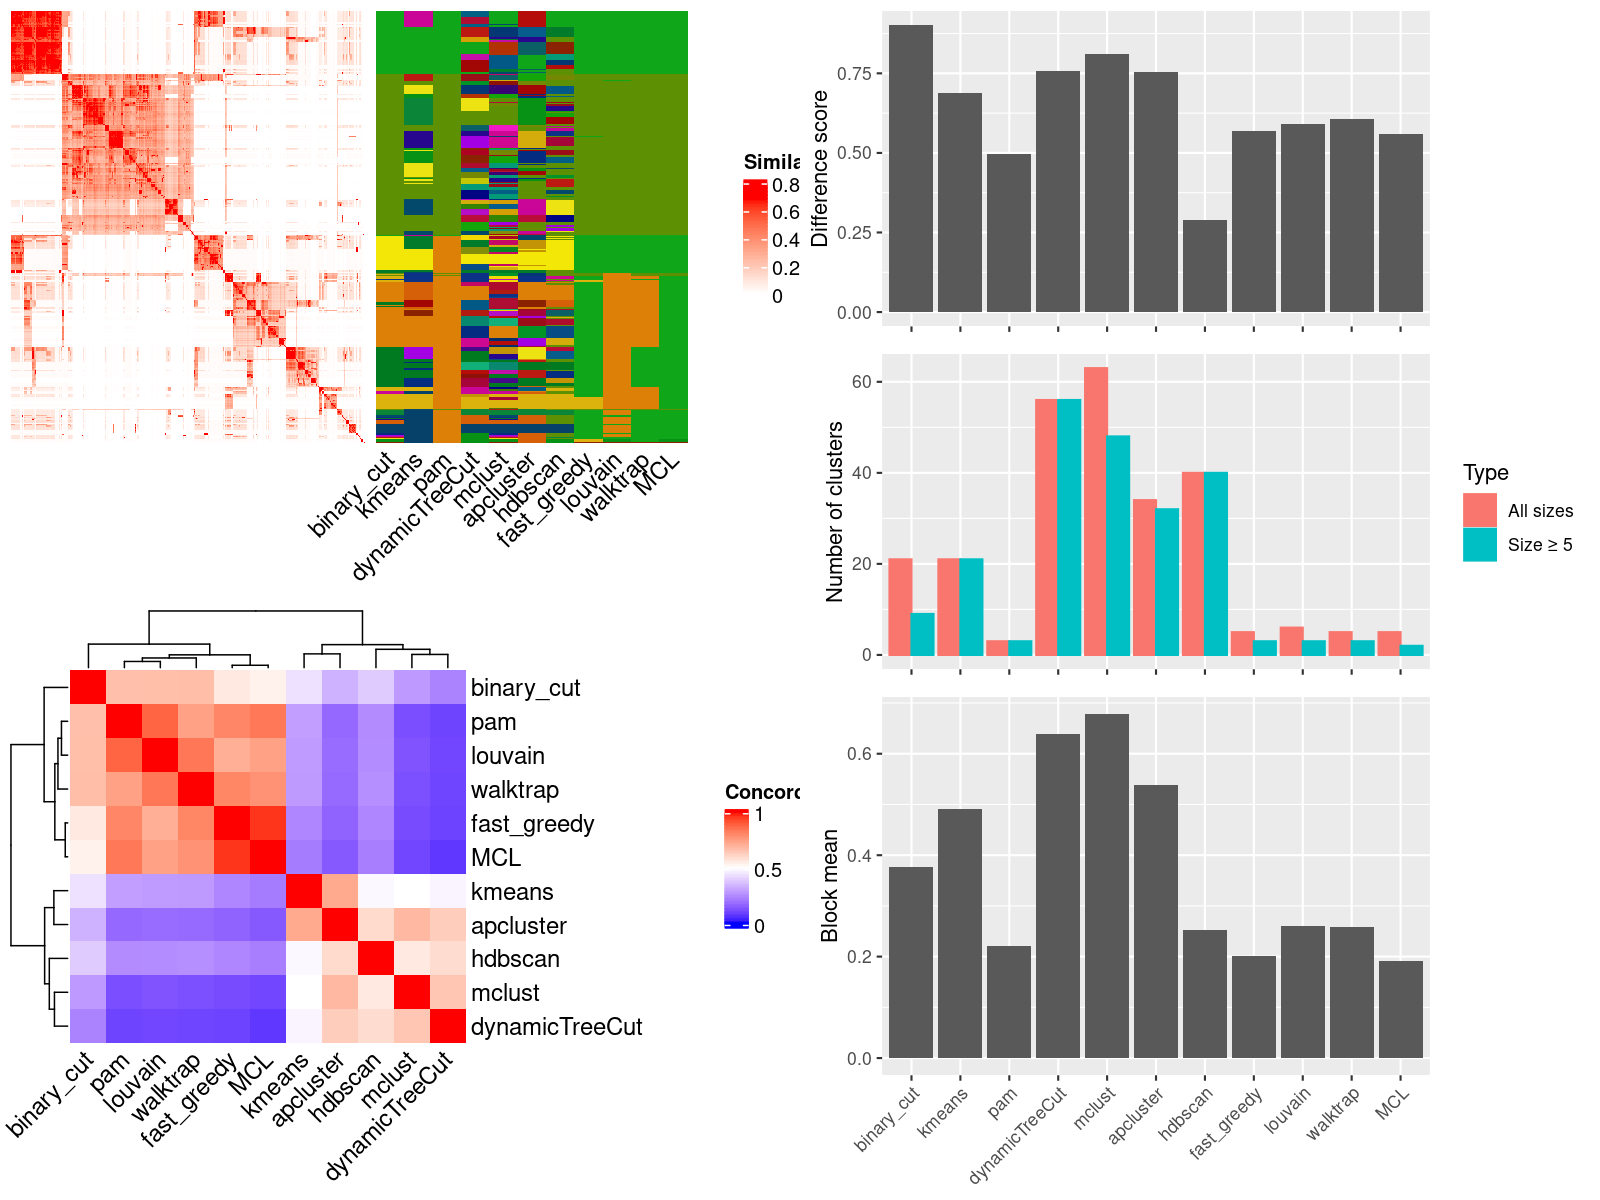 Simila
0.8
0.6
0.4
0.2
0
binary_cut
kmeans
pam
dynamicTreeCut
mclust
apcluster
hdbscan
fast_greedy
louvain
walktrap
MCL
binary_cut
pam
louvain
walktrap
fast_greedy
MCL
kmeans
apcluster
hdbscan
mclust
dynamicTreeCut
Concord
1
0.5
0
binary_cut
pam
louvain
walktrap
fast_greedy
MCL
kmeans
apcluster
hdbscan
mclust
dynamicTreeCut
Difference score
0.75
0.50
0.25
0.00
Number of clusters
60
40
20
0
Type
All sizes
Size ≥ 5
Block mean
0.6
0.4
0.2
0.0
binary_cut
kmeans
pam
dynamicTreeCut
mclust
apcluster
hdbscan
fast_greedy
louvain
walktrap
MCL